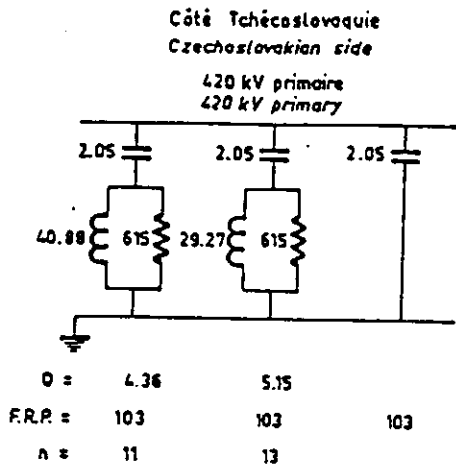 Côté Tchécoslovaquie
Czechoslovakian side
420 kV primaire
420 kV primary
2.05 2.05 2.05
40.88 615 29.27 615
Q = 4.36 5.15
F.R.P. = 103 103 103
n = 11 13